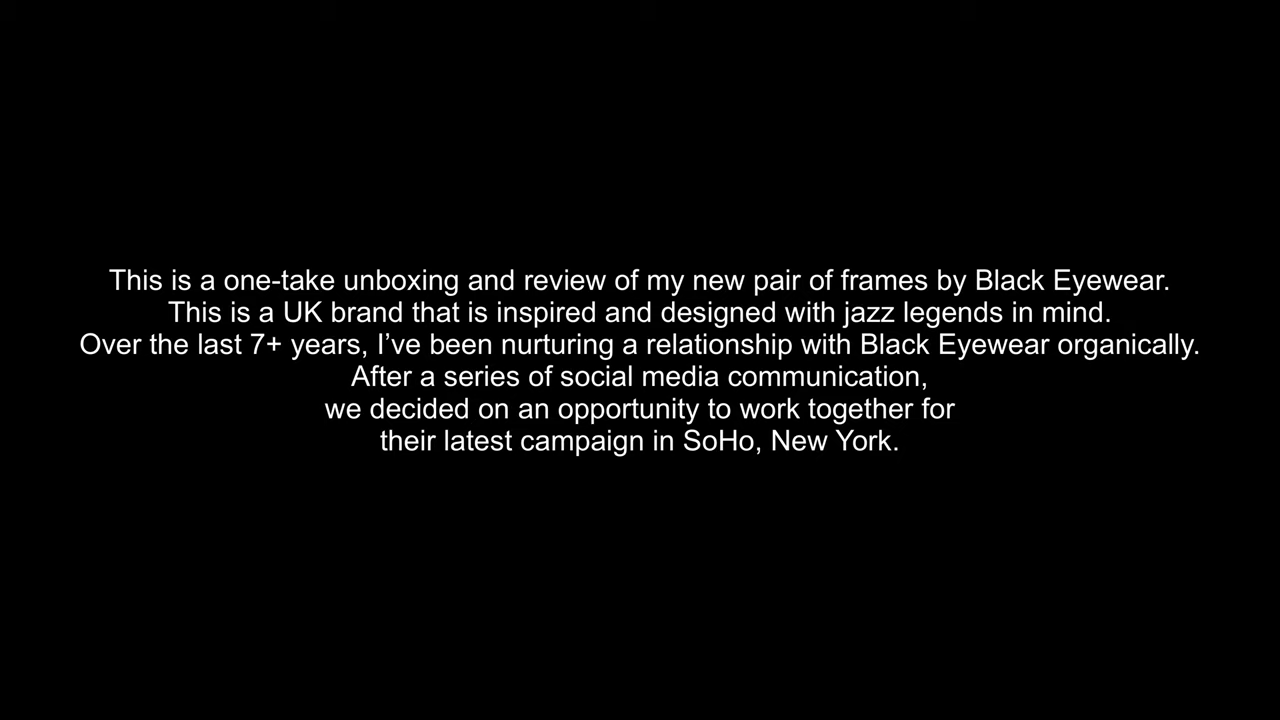 This is a one-take unboxing and review of my new pair of frames by Black Eyewear.
This is a UK brand that is inspired and designed with jazz legends in mind.
Over the last 7+ years, I’ve been nurturing a relationship with Black Eyewear organically.
After a series of social media communication,
we decided on an opportunity to work together for
their latest campaign in SoHo, New York.